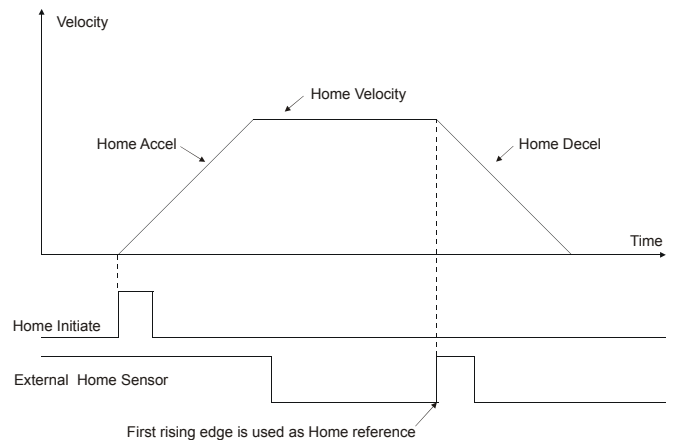 Velocity
Home Velocity
Home Accel
Home Decel
Time
Home Initiate
External Home Sensor
First rising edge is used as Home reference